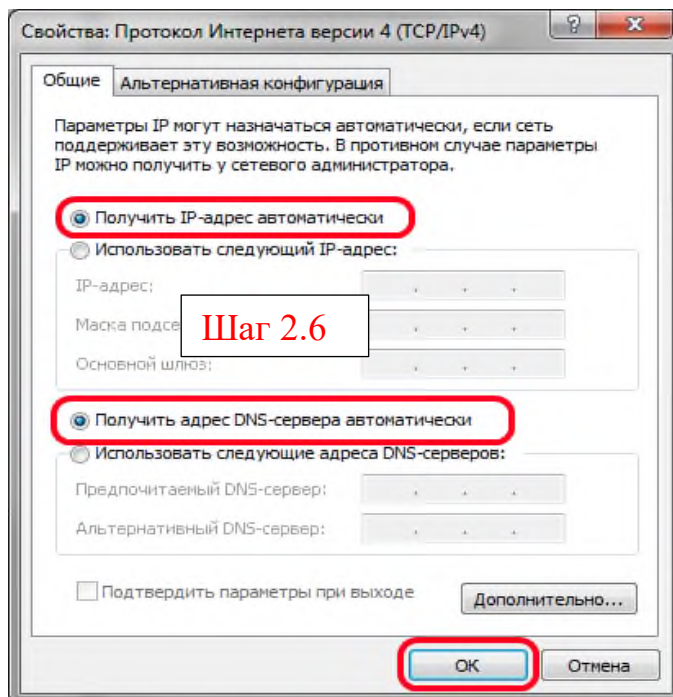 Свойства: Протокол Интернета версии 4 (TCP/IPv4)
Общие
Альтернативная конфигурация
Параметры IP могут назначаться автоматически, если сеть
поддерживает эту возможность. В противном случае параметры
IP можно получить у сетевого администратора.
Получить IP-адрес автоматически
Использовать следующий IP-адрес:
IP-адрес:
Маска
Шаг 2.6
Основной шлюз:
Получить адрес DNS-сервера автоматически
Использовать следующие адреса DNS-серверов:
Предпочитаемый DNS-сервер:
Альтернативный DNS-сервер:
Подтвердить параметры при выходе
Дополнительно...
ОК
Отмена